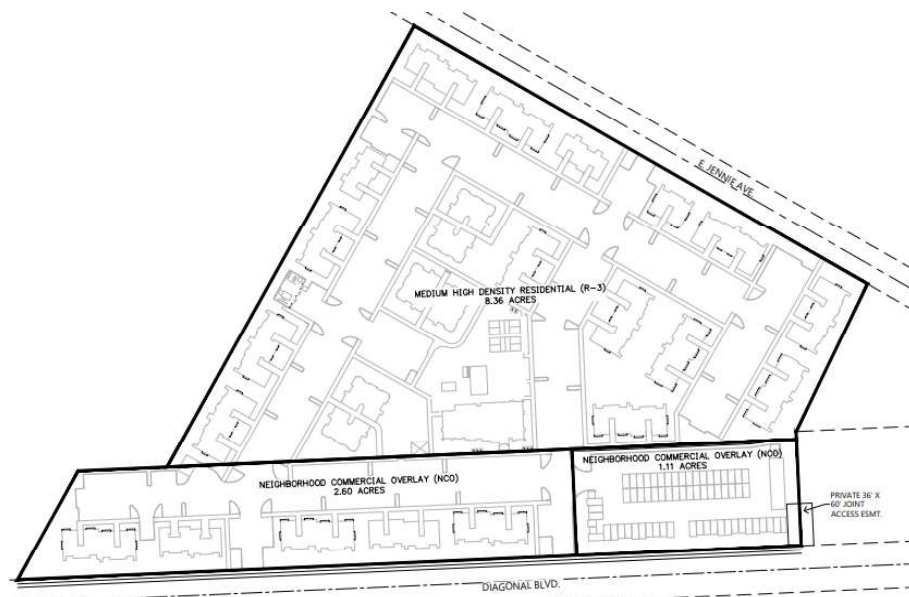 E. JENNIE AVE.
MEDIUM HIGH DENSITY RESIDENTIAL (R-3)
8.36 ACRES
NEIGHBORHOOD COMMERCIAL OVERLAY (NCO)
2.60 ACRES
NEIGHBORHOOD COMMERCIAL OVERLAY (NCO)
1.11 ACRES
PRIVATE 36' X
60' JOINT
ACCESS ESMT.
DIAGONAL BLVD.